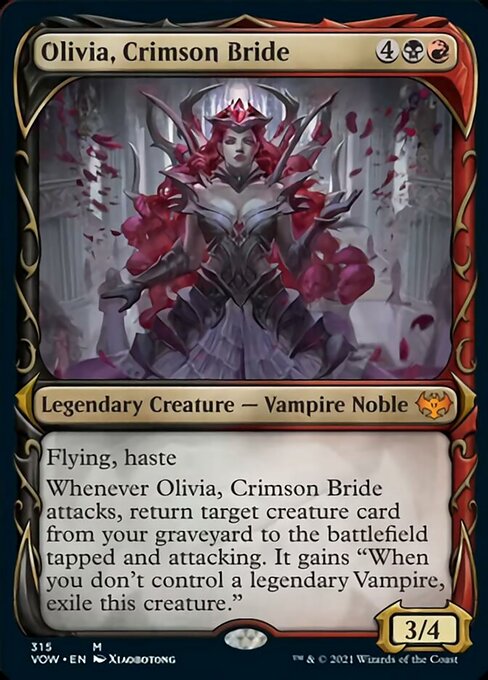 Olivia, Crimson Bride 4
Legendary Creature — Vampire Noble
Flying, haste
Whenever Olivia, Crimson Bride
attacks, return target creature card
from your graveyard to the battlefield
tapped and attacking. It gains “When
you don’t control a legendary Vampire,
exile this creature.”
3/4
315 M
VOW • EN Xiaobotong
™ & © 2021 Wizards of the Coast